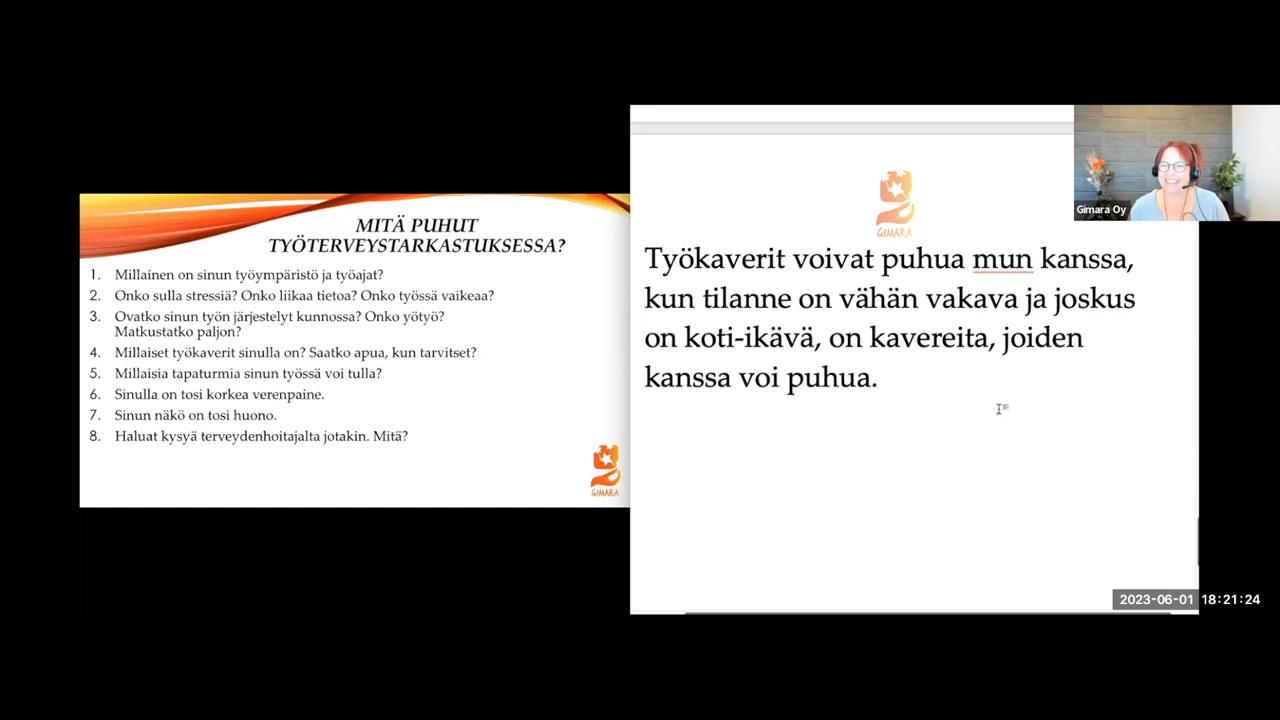 MITÄ PUHUT
TYÖTERVEYSTARKASTUKSESSA?
1. Millainen on sinun työympäristö ja työajat?
2. Onko sulla stressiä? Onko liikaa tietoa? Onko työssä vaikeaa?
3. Ovatko sinun työn järjestelyt kunnossa? Onko yötyö?
Matkustatko paljon?
4. Millaiset työkaverit sinulla on? Saatko apua, kun tarvitset?
5. Millaisia tapaturmia sinun työssä voi tulla?
6. Sinulla on tosi korkea verenpaine.
7. Sinun näkö on tosi huono.
8. Haluat kysyä terveydenhoitajalta jotakin. Mitä?
GIMARA
GIMARA
Työkaverit voivat puhua mun kanssa,
kun tilanne on vähän vakava ja joskus
on koti-ikävä, on kavereita, joiden
kanssa voi puhua.
Gimara Oy
2023-06-01 18:21:24